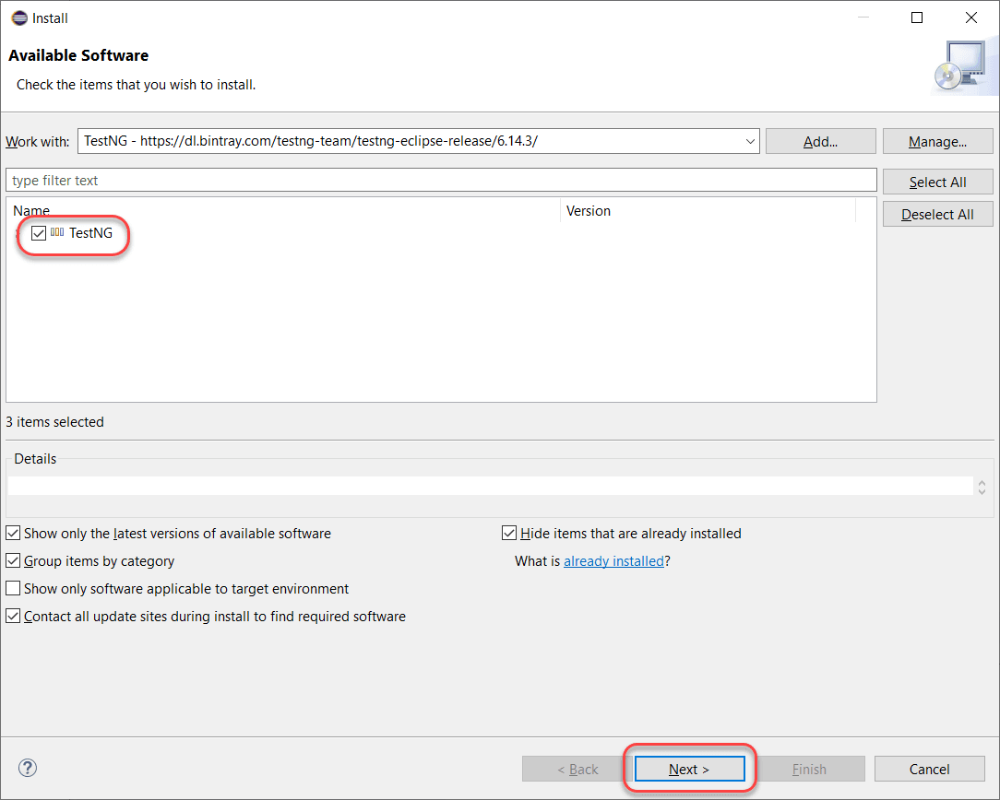 Install
Available Software
Check the items that you wish to install.
Work with: TestNG - https://dl.bintray.com/testng-team/testng-eclipse-release/6.14.3/ Add... Manage...
type filter text Select All
Name Version Deselect All
TestNG
3 items selected
Details
Show only the latest versions of available software Hide items that are already installed
Group items by category What is already installed?
Show only software applicable to target environment
Contact all update sites during install to find required software
? < Back Next > Finish Cancel